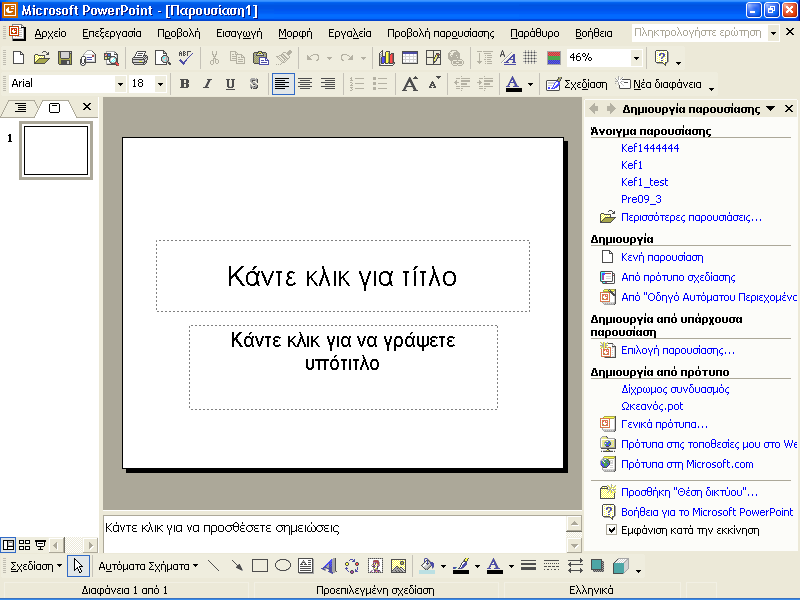 Microsoft PowerPoint - [Παρουσίαση1]
Αρχείο Επεξεργασία Προβολή Εισαγωγή Μορφή Εργαλεία Προβολή παρουσίασης Παράθυρο Βοήθεια Πληκτρολογήστε ερώτηση
46%
Arial 18 B I U S Σχεδίαση Νέα διαφάνεια
1
Κάντε κλικ για τίτλο
Κάντε κλικ για να γράψετε
υπότιτλο
Κάντε κλικ για να προσθέσετε σημειώσεις
Δημιουργία παρουσίασης
Άνοιγμα παρουσίασης
Kef1444444
Kef1
Kef1_test
Pre09_3
Περισσότερες παρουσιάσεις...
Δημιουργία
Κενή παρουσίαση
Από πρότυπο σχεδίασης
Από "Οδηγό Αυτόματου Περιεχομένο
Δημιουργία από υπάρχουσα
παρουσίαση
Επιλογή παρουσίασης...
Δημιουργία από πρότυπο
Δίχρωμος συνδυασμός
Ωκεανός.pot
Γενικά πρότυπα...
Πρότυπα στις τοποθεσίες μου στο We
Πρότυπα στη Microsoft.com
Προσθήκη "Θέση δικτύου"...
Βοήθεια για το Microsoft PowerPoint
Εμφάνιση κατά την εκκίνηση
Σχεδίαση Αυτόματα Σχήματα
Διαφάνεια 1 από 1 Προεπιλεγμένη σχεδίαση Ελληνικά